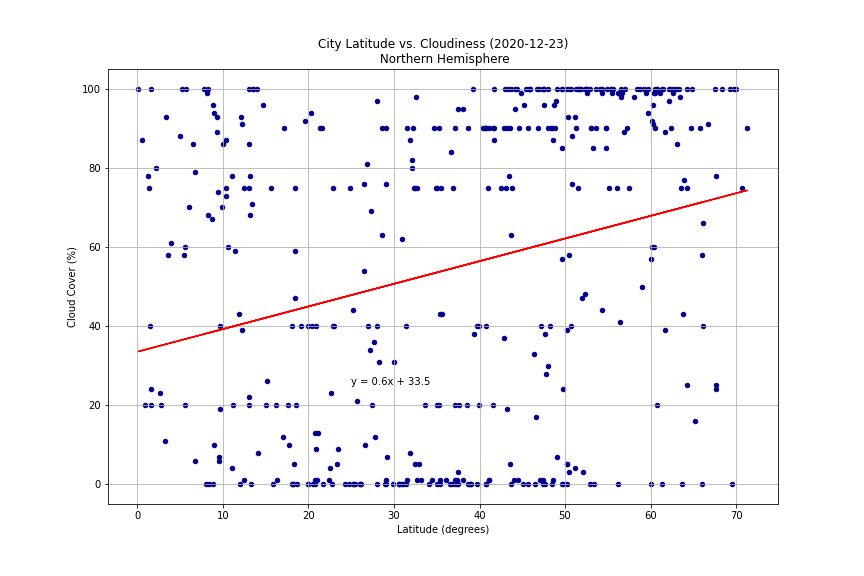 City Latitude vs. Cloudiness (2020-12-23)
Northern Hemisphere
100
80
60
40
20
0
Cloud Cover (%)
y = 0.6x + 33.5
0 10 20 30 40 50 60 70
Latitude (degrees)